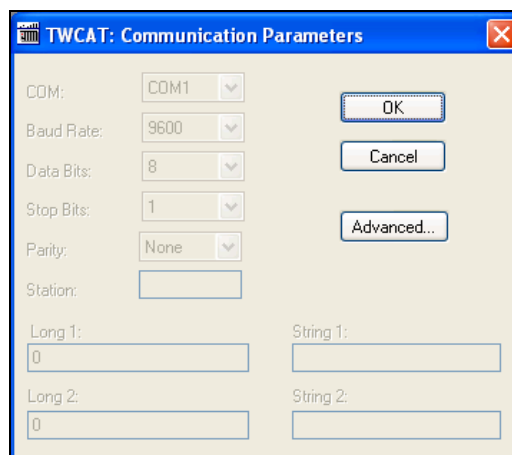 TWCAT: Communication Parameters
COM: COM1
OK
Baud Rate: 9600
Data Bits: 8
Cancel
Stop Bits: 1
Advanced...
Parity: None
Station:
Long 1: String 1:
0
Long 2: String 2:
0